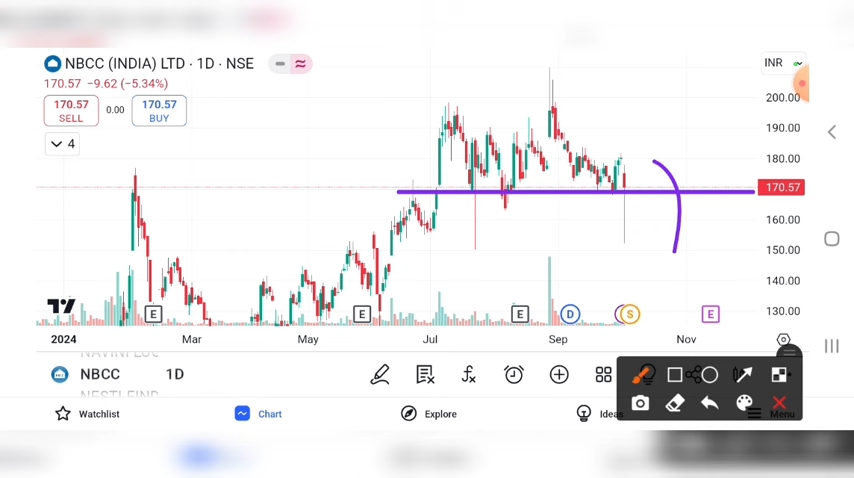 NBCC (INDIA) LTD · 1D · NSE
INR
170.57 −9.62 (−5.34%)
170.57
SELL
0.00
170.57
BUY
4
200.00
190.00
180.00
170.57
160.00
150.00
140.00
130.00
E
E
E
D
S
E
2024
Mar
May
Jul
Sep
Nov
NBCC
1D
Watchlist
Chart
Explore
Ideas
Menu